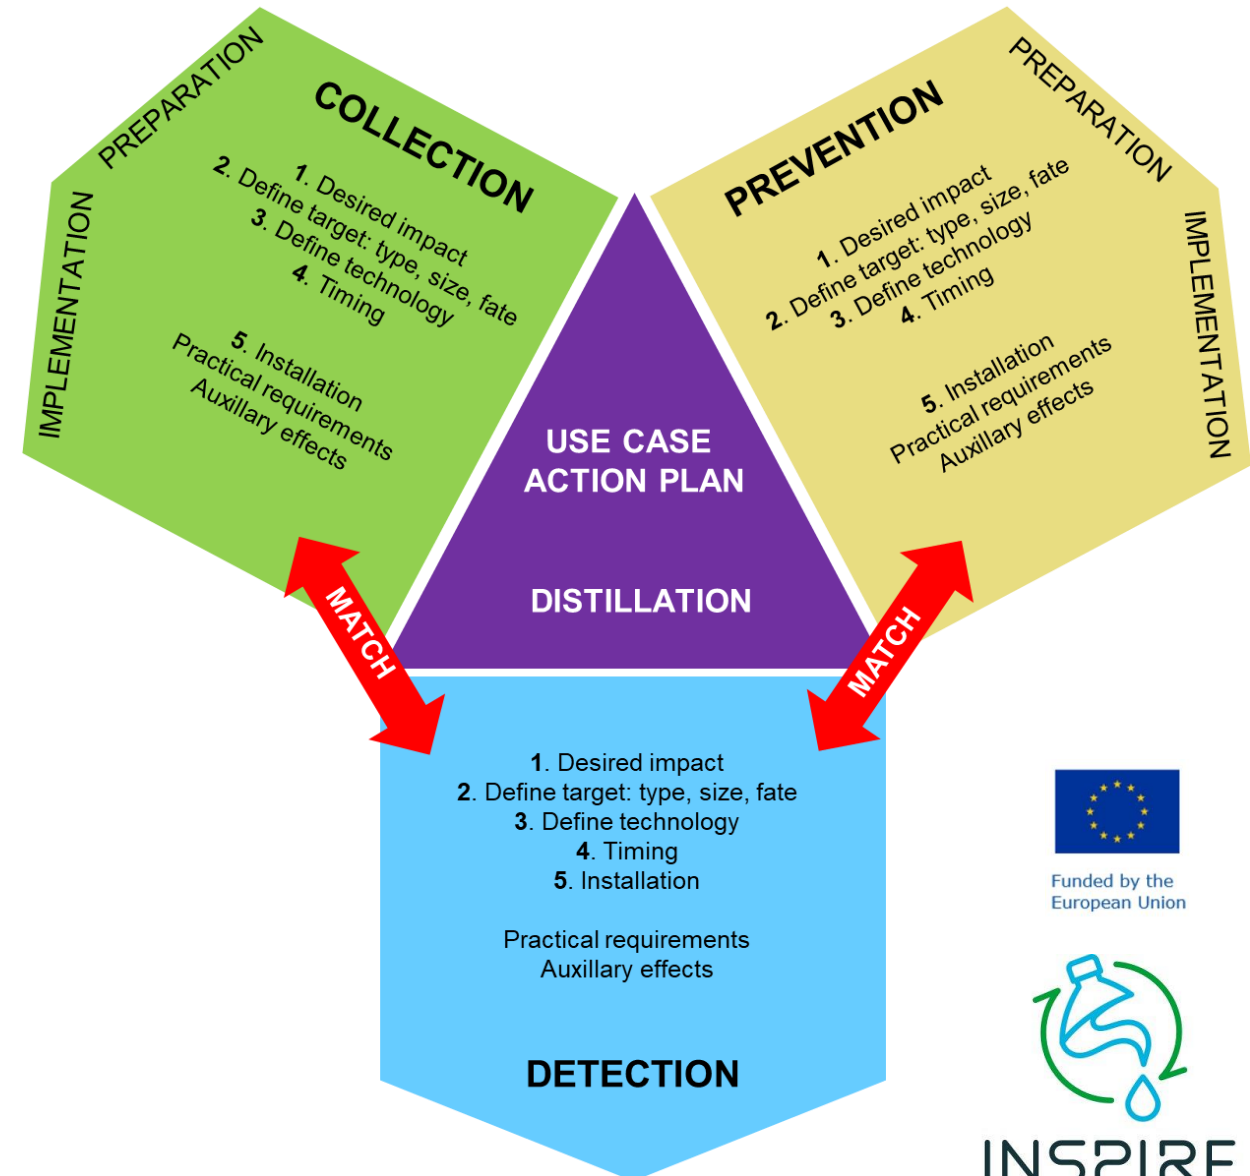 PREPARATION
IMPLEMENTATION
COLLECTION
1. Desired impact
2. Define target: type, size, fate
3. Define technology
4. Timing
5. Installation
Practical requirements
Auxillary effects
PREVENTION
PREPARATION
IMPLEMENTATION
1. Desired impact
2. Define target: type, size, fate
3. Define technology
4. Timing
5. Installation
Practical requirements
Auxillary effects
USE CASE
ACTION PLAN
DISTILLATION
MATCH
MATCH
1. Desired impact
2. Define target: type, size, fate
3. Define technology
4. Timing
5. Installation
Practical requirements
Auxillary effects
DETECTION
Funded by the
European Union
INSPIRE